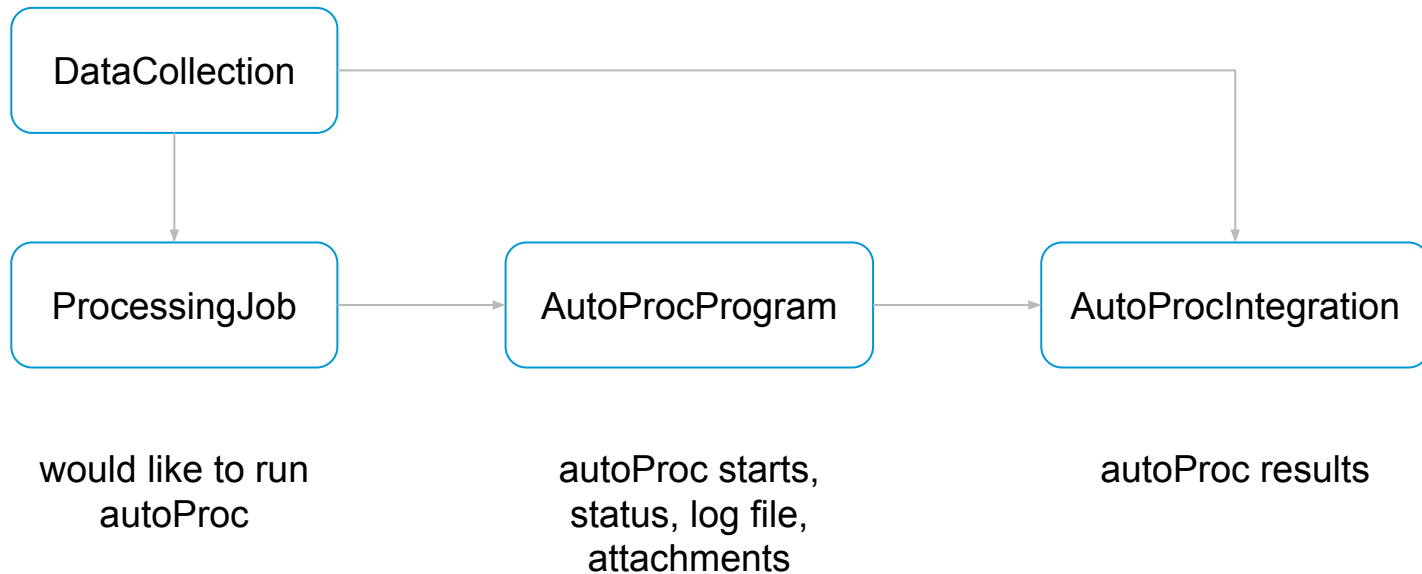 DataCollection
ProcessingJob
AutoProcProgram
AutoProcIntegration
would like to run
autoProc
autoProc starts,
status, log file,
attachments
autoProc results